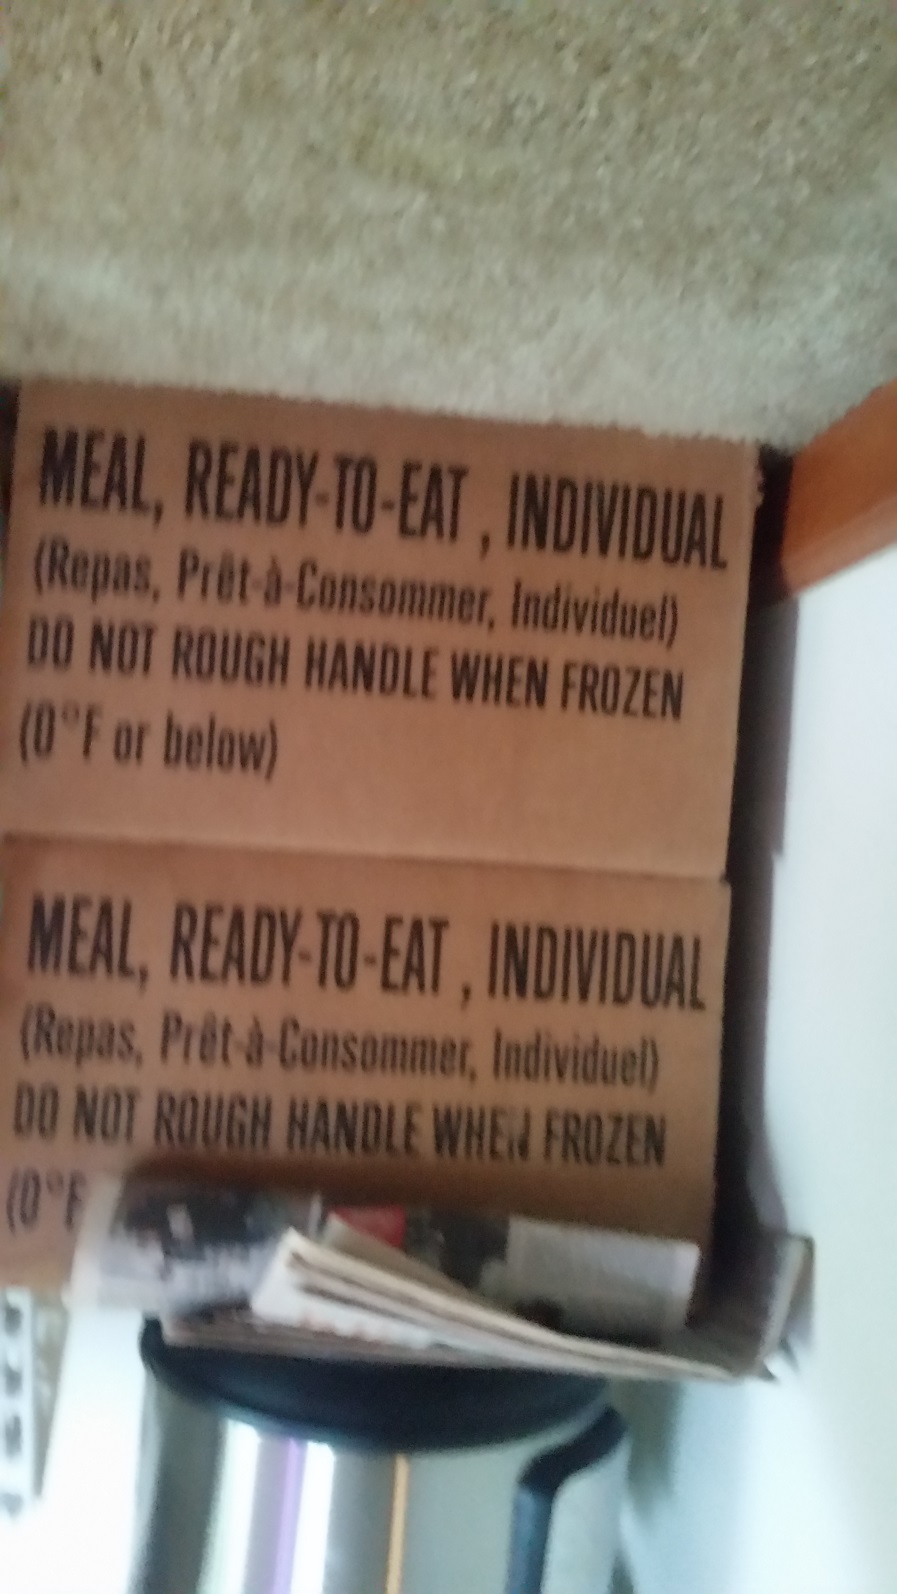 MEAL, READY-TO-EAT , INDIVIDUAL
(Repas, Prêt-à-Consommer, Individuel)
DO NOT ROUGH HANDLE WHEN FROZEN
(0°F or below)
MEAL, READY-TO-EAT , INDIVIDUAL
(Repas, Prêt-à-Consommer, Individuel)
DO NOT ROUGH HANDLE WHEN FROZEN
(0°F